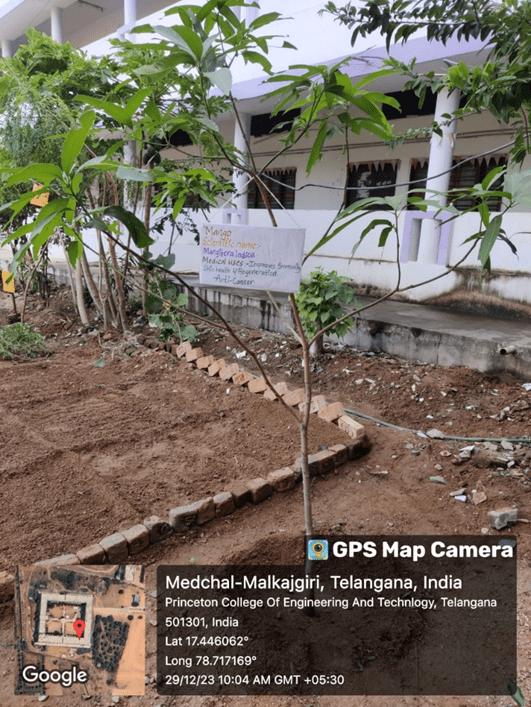 Mango
Scientific name:-
Mangifera Indica
Medical uses:- Improves Immunity
Skin health & Regeneration
Anti-Cancer
GPS Map Camera
Medchal-Malkajgiri, Telangana, India
Princeton College Of Engineering And Technlogy, Telangana
501301, India
Lat 17.446062°
Long 78.717169°
29/12/23 10:04 AM GMT +05:30
Google